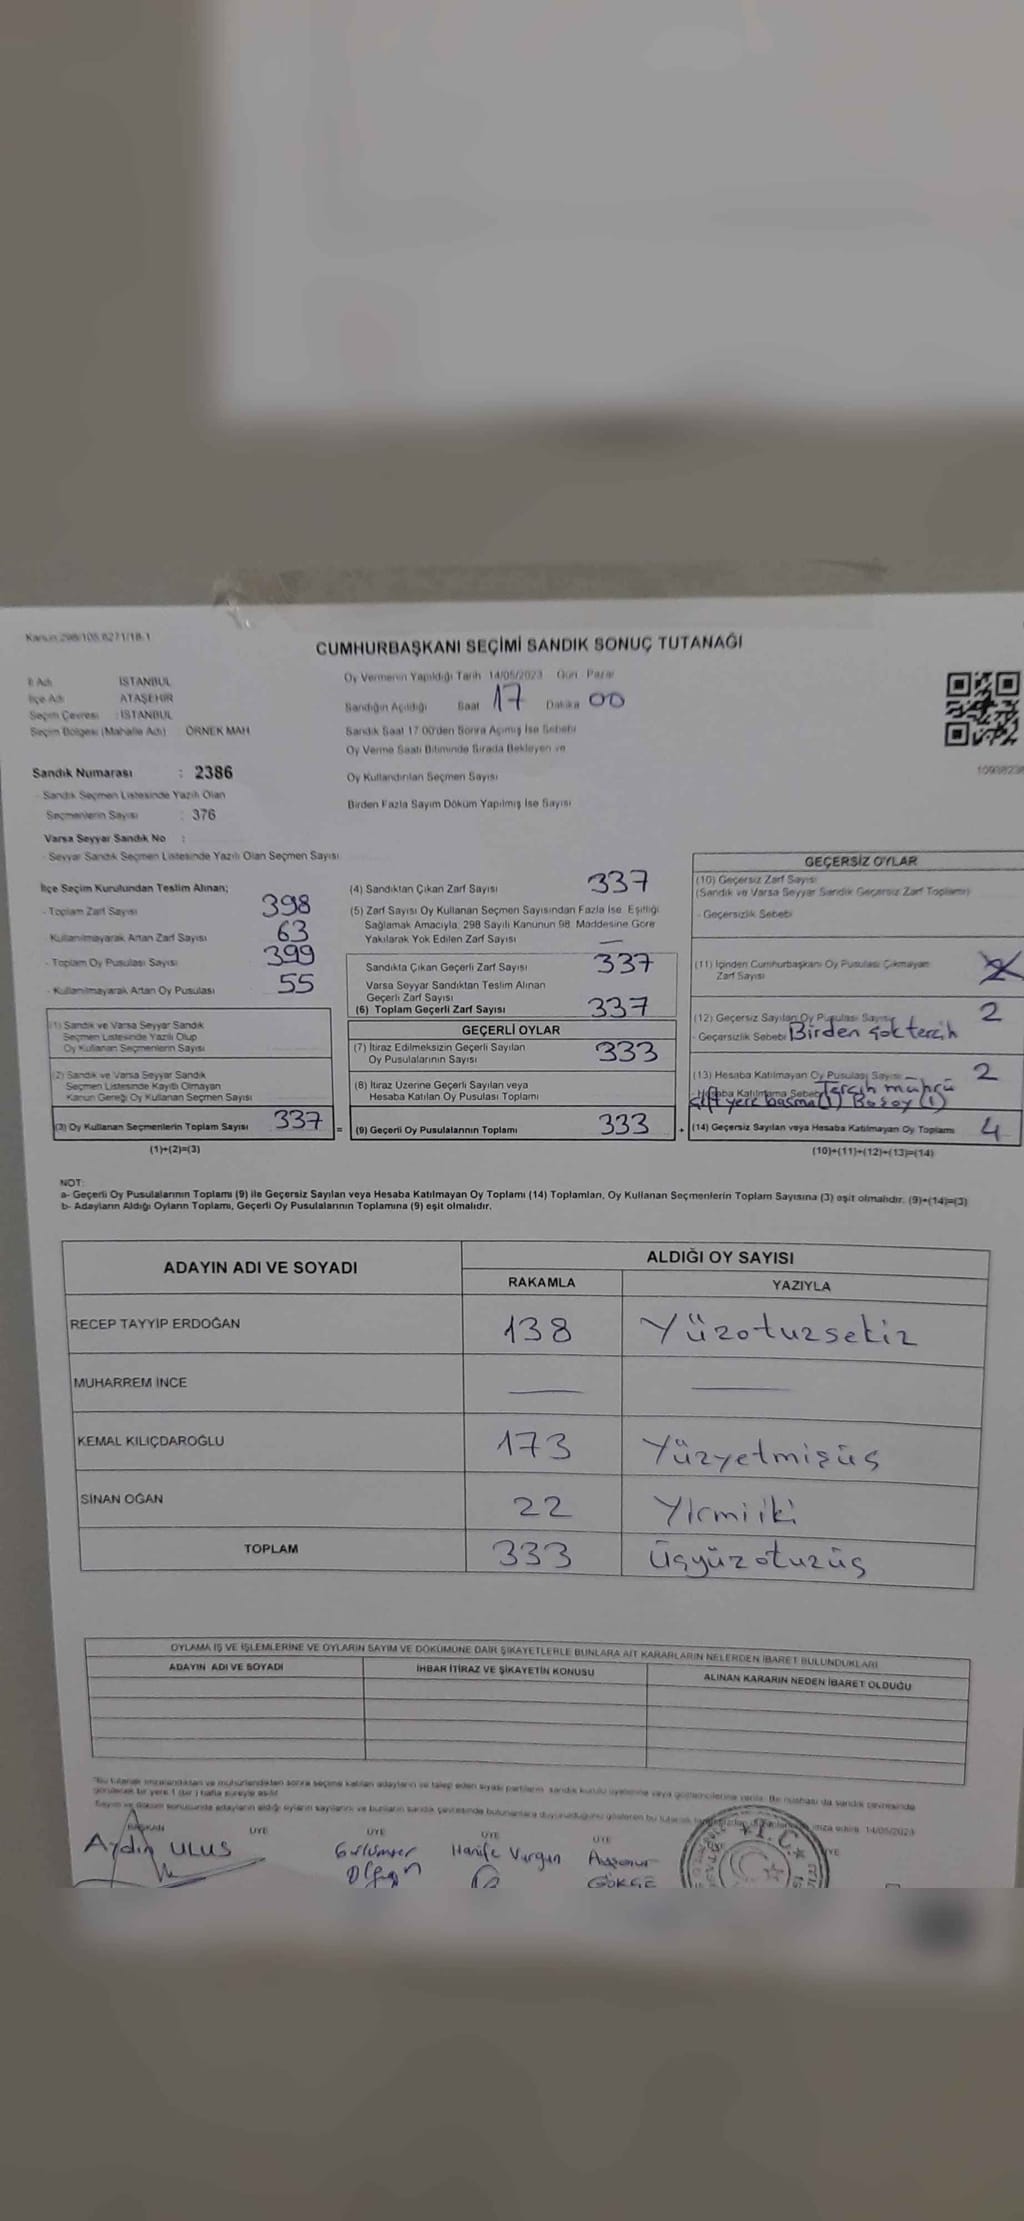 Kanun 298/105,6271/18.1
CUMHURBAŞKANI SEÇİMİ SANDIK SONUÇ TUTANAĞI
İl Adı İSTANBUL
İlçe Adı ATAŞEHİR
Seçim Çevresi : İSTANBUL
Seçim Bölgesi (Mahalle Adı) : ÖRNEK MAH
Oy Vermenin Yapıldığı Tarih 14/05/2023 Gün - Pazar
Sandığın Açıldığı Saat 17 Dakika 00
Sandık Saat 17:00'den Sonra Açımış İse Sebebi
Oy Verme Saati Bitiminde Sırada Bekleyen ve
Oy Kullandırılan Seçmen Sayısı
Birden Fazla Sayım Döküm Yapılmış İse Sayısı
Sandık Numarası : 2386
- Sandık Seçmen Listesinde Yazılı Olan
Seçmenlerin Sayısı : 376
Varsa Seyyar Sandık No :
- Seyyar Sandık Seçmen Listesinde Yazılı Olan Seçmen Sayısı
İlçe Seçim Kurulundan Teslim Alınan;
- Toplam Zarf Sayısı 398
- Kullanılmayarak Artan Zarf Sayısı 63
- Toplam Oy Pusulası Sayısı 399
- Kullanılmayarak Artan Oy Pusulası 55
(1) Sandık ve Varsa Seyyar Sandık
Seçmen Listesinde Yazılı Olup
Oy Kullanan Seçmenlerin Sayısı
(2) Sandık ve Varsa Seyyar Sandık
Seçmen Listesinde Kayıtlı Olmayan
Kanun Gereği Oy Kullanan Seçmen Sayısı
(3) Oy Kullanan Seçmenlerin Toplam Sayısı 337 =
(1)+(2)=(3)
(4) Sandıktan Çıkan Zarf Sayısı 337
(5) Zarf Sayısı Oy Kullanan Seçmen Sayısından Fazla İse, Eşitliği
Sağlamak Amacıyla; 298 Sayılı Kanunun 98. Maddesine Göre
Yakılarak Yok Edilen Zarf Sayısı —
Sandıkta Çıkan Geçerli Zarf Sayısı 337
Varsa Seyyar Sandıktan Teslim Alınan
Geçerli Zarf Sayısı
(6) Toplam Geçerli Zarf Sayısı 337
GEÇERLİ OYLAR
(7) İtiraz Edilmeksizin Geçerli Sayılan
Oy Pusulalarının Sayısı 333
(8) İtiraz Üzerine Geçerli Sayılan veya
Hesaba Katılan Oy Pusulası Toplamı
(9) Geçerli Oy Pusulalarının Toplamı 333 +
GEÇERSİZ OYLAR
(10) Geçersiz Zarf Sayısı
(Sandık ve Varsa Seyyar Sandık Geçersiz Zarf Toplamı)
- Geçersizlik Sebebi
(11) İçinden Cumhurbaşkanı Oy Pusulası Çıkmayan
Zarf Sayısı
(12) Geçersiz Sayılan Oy Pusulası Sayısı 2
- Geçersizlik Sebebi Birden çok tercih
(13) Hesaba Katılmayan Oy Pusulası Sayısı 2
Hesaba Katılmama Sebebi Tercih mührü
çift yere basma (1) Boşoy (1)
(14) Geçersiz Sayılan veya Hesaba Katılmayan Oy Toplamı 4
(10)+(11)+(12)+(13)=(14)
NOT:
a- Geçerli Oy Pusulalarının Toplamı (9) ile Geçersiz Sayılan veya Hesaba Katılmayan Oy Toplamı (14) Toplamları, Oy Kullanan Seçmenlerin Toplam Sayısına (3) eşit olmalıdır. (9)+(14)=(3)
b- Adayların Aldığı Oyların Toplamı, Geçerli Oy Pusulalarının Toplamına (9) eşit olmalıdır.
ADAYIN ADI VE SOYADI ALDIĞI OY SAYISI
RAKAMLA YAZIYLA
RECEP TAYYİP ERDOĞAN 138 Yüzotuzsekiz
MUHARREM İNCE — —
KEMAL KILIÇDAROĞLU 173 Yüzyetmişüç
SİNAN OĞAN 22 Yirmiiki
TOPLAM 333 Üçyüzotuzüç
OYLAMA İŞ VE İŞLEMLERİNE VE OYLARIN SAYIM VE DÖKÜMÜNE DAİR ŞİKAYETLERLE BUNLARA AİT KARARLARIN NELERDEN İBARET BULUNDUKLARI
ADAYIN ADI VE SOYADI İHBAR İTİRAZ VE ŞİKAYETİN KONUSU ALINAN KARARIN NEDEN İBARET OLDUĞU
BAŞKAN ÜYE ÜYE ÜYE ÜYE ÜYE
Aydın ULUS Hanife Vurgun
GÖKÇE
T.C.